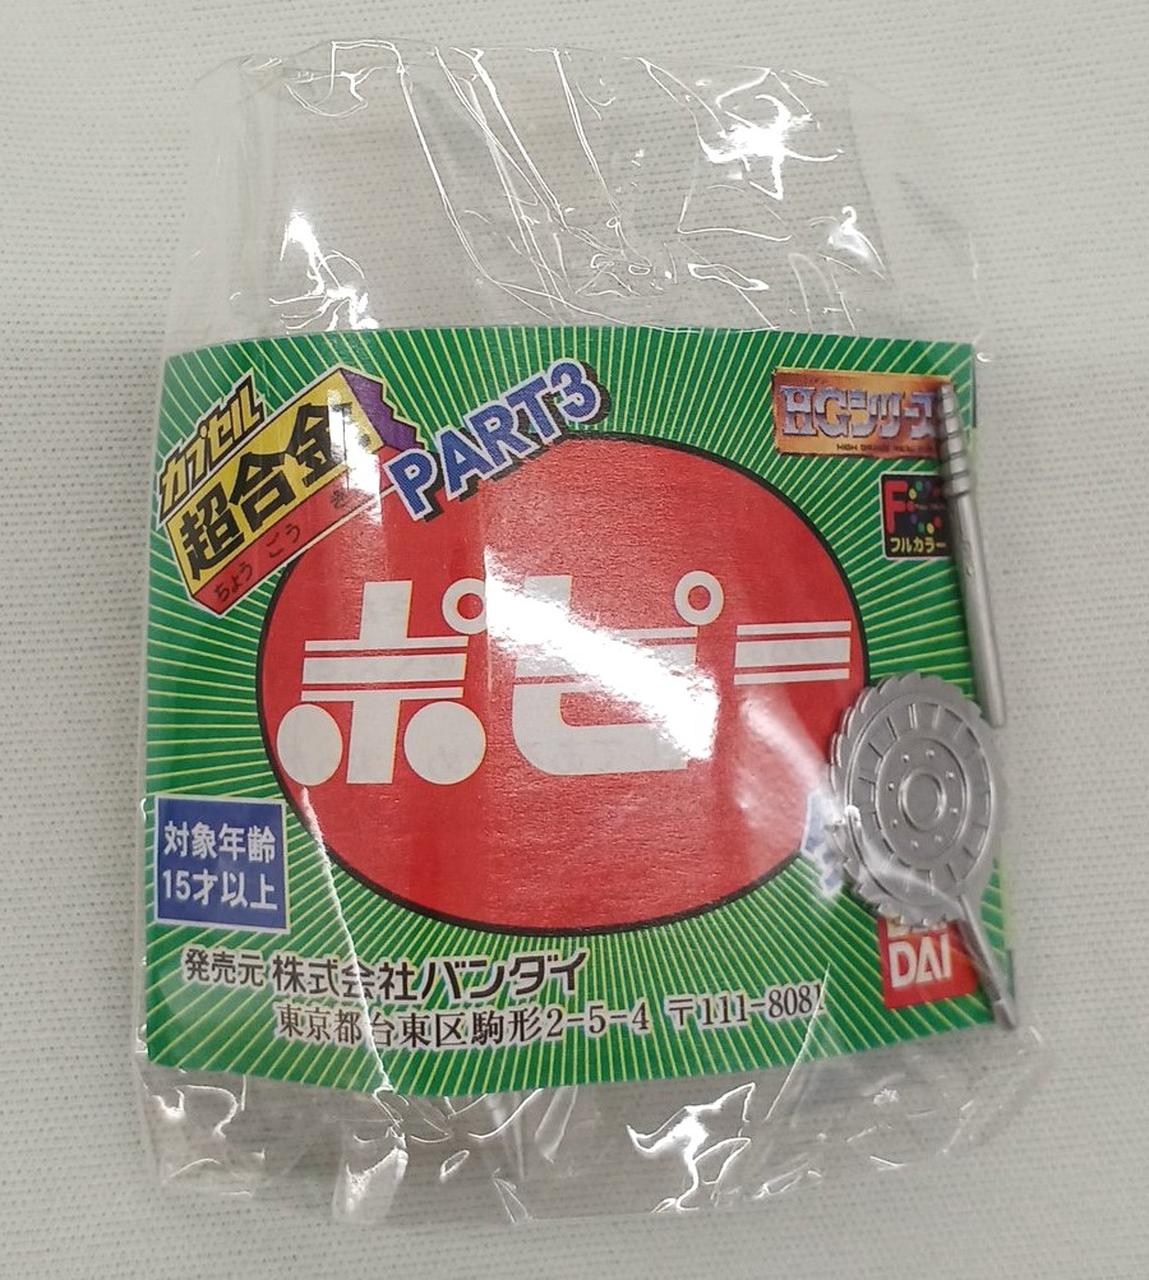 カプセル
超合金
ちょうごうきん
PART3
HGシリーズ
フルカラー
ポピー
対象年齢
15才以上
発売元 株式会社バンダイ
東京都台東区駒形2-5-4 〒111-8081
DAI